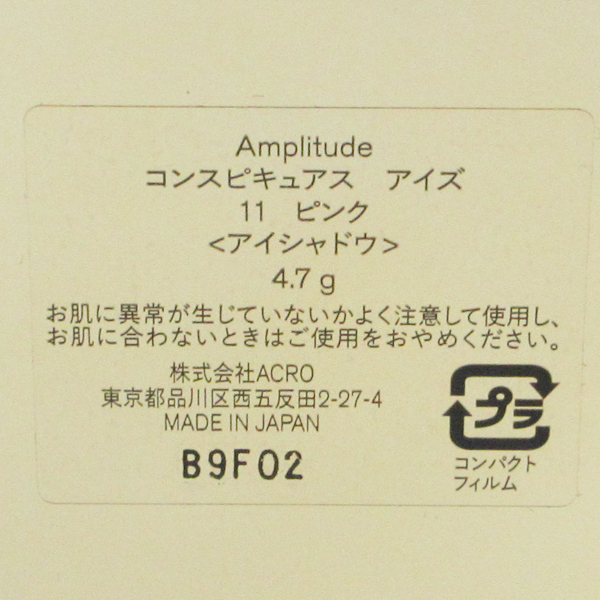 Amplitude
コンスピキュアス　アイズ
11　ピンク
<アイシャドウ>
4.7 g
お肌に異常が生じていないかよく注意して使用し、
お肌に合わないときはご使用をおやめください。
株式会社ACRO
東京都品川区西五反田2-27-4
MADE IN JAPAN
B9F02
プラ
コンパクト
フィルム